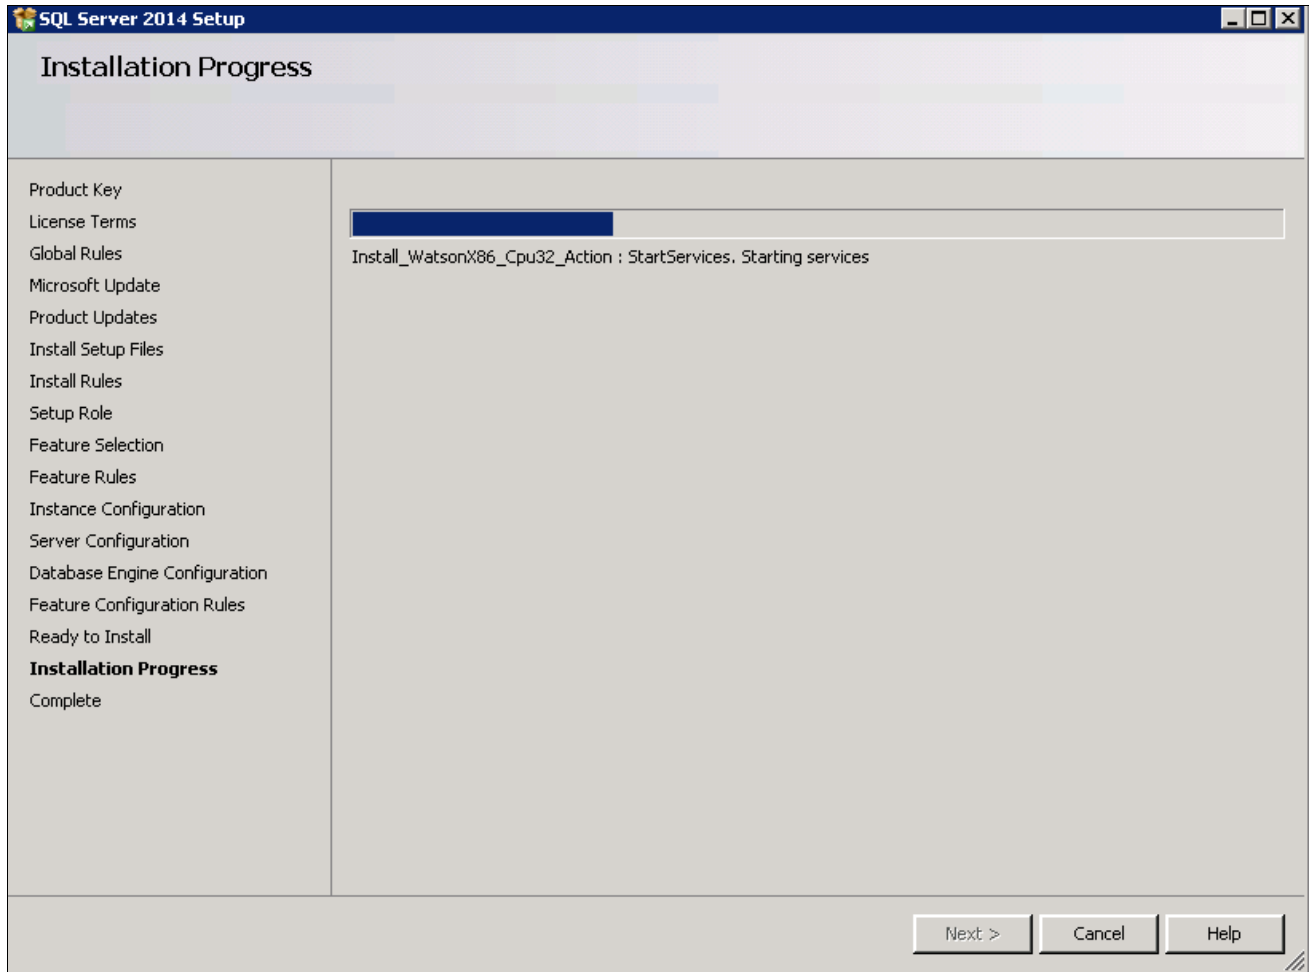 SQL Server 2014 Setup
Installation Progress
Product Key
License Terms
Global Rules
Microsoft Update
Product Updates
Install Setup Files
Install Rules
Setup Role
Feature Selection
Feature Rules
Instance Configuration
Server Configuration
Database Engine Configuration
Feature Configuration Rules
Ready to Install
Installation Progress
Complete
Install_WatsonX86_Cpu32_Action : StartServices. Starting services
Next >
Cancel
Help